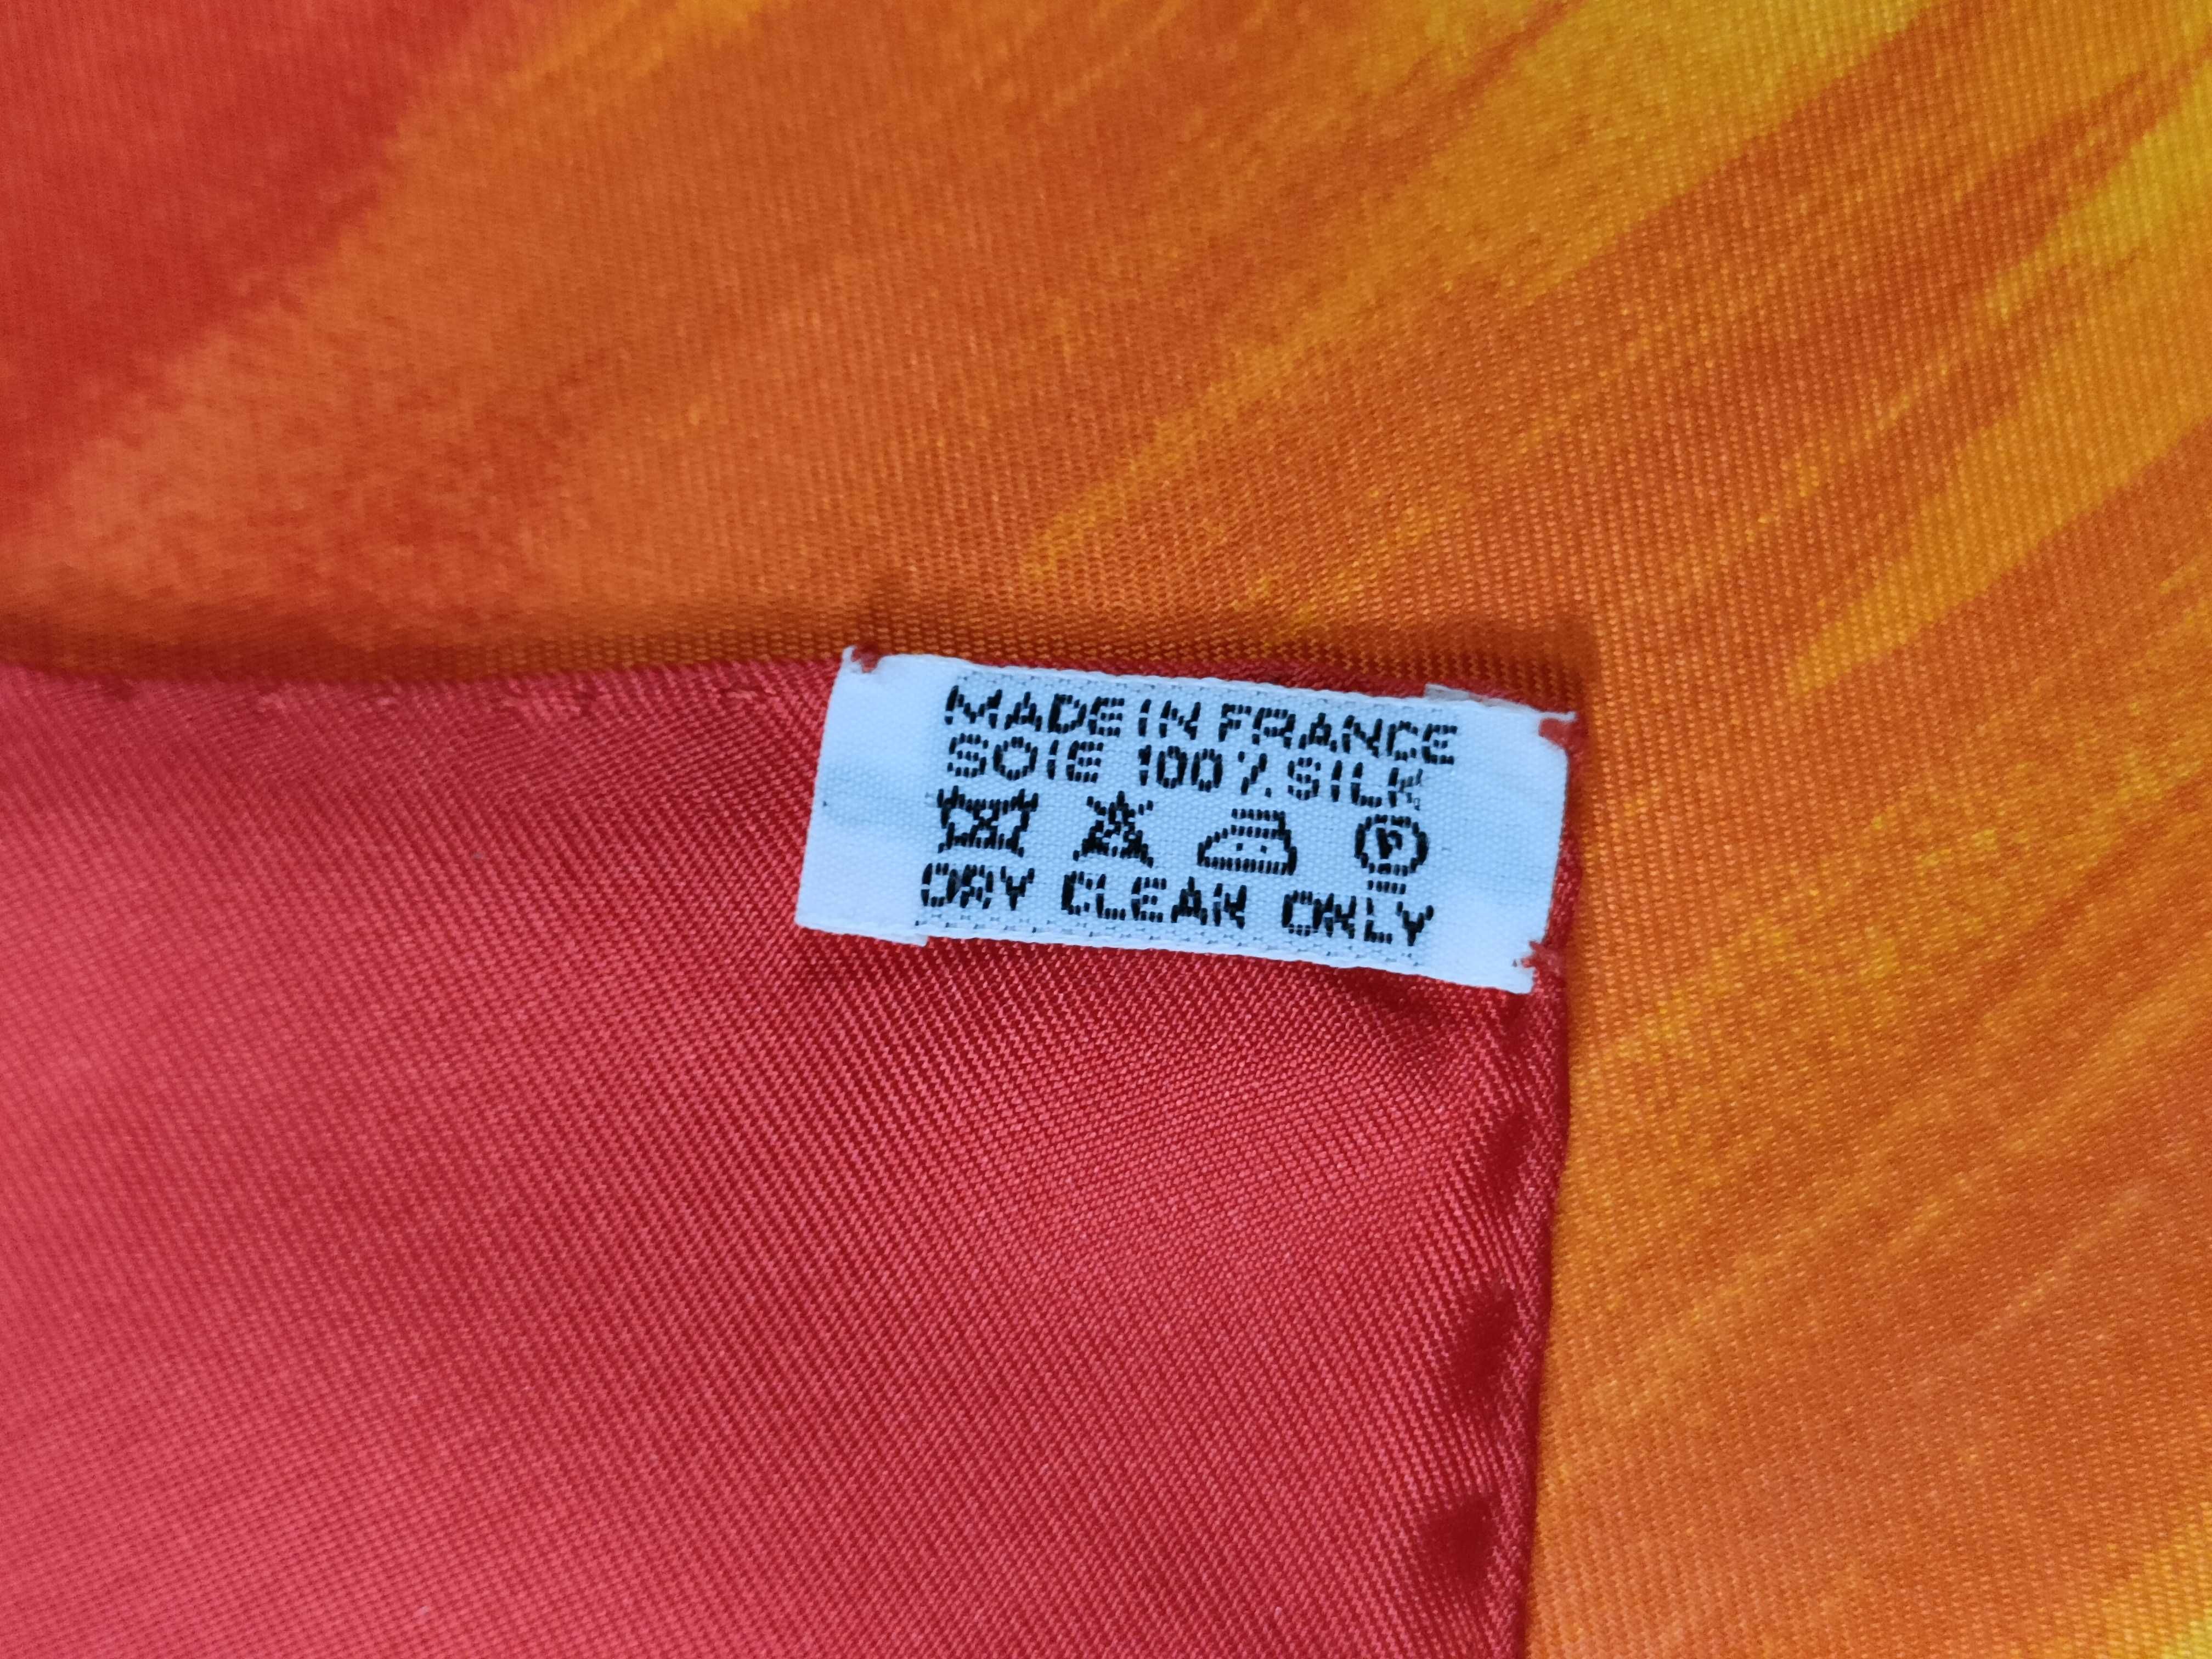 MADE IN FRANCE
SOIE 100% SILK
P
DRY CLEAN ONLY